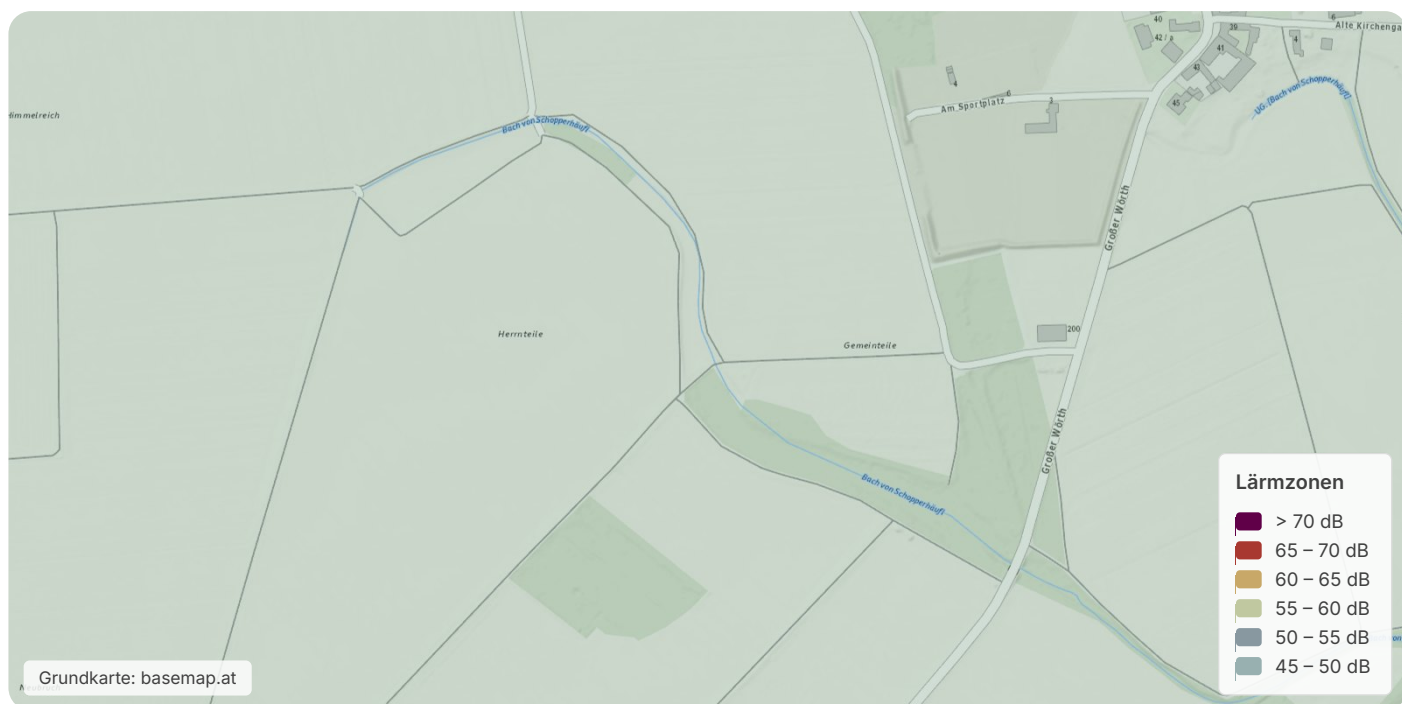 40
39
6
Alte Kirchenga
42 / a
4
41
43
45
4
6
3
Am Sportplatz
UG. [Bach von Schopperhäufl]
Himmelreich
Bach von Schopperhäufl
Großer Wörth
Herrnteile
200
Gemeinteile
Großer Wörth
Bach von Schopperhäufl
Lärmzonen
> 70 dB
65 – 70 dB
60 – 65 dB
55 – 60 dB
50 – 55 dB
45 – 50 dB
Grundkarte: basemap.at